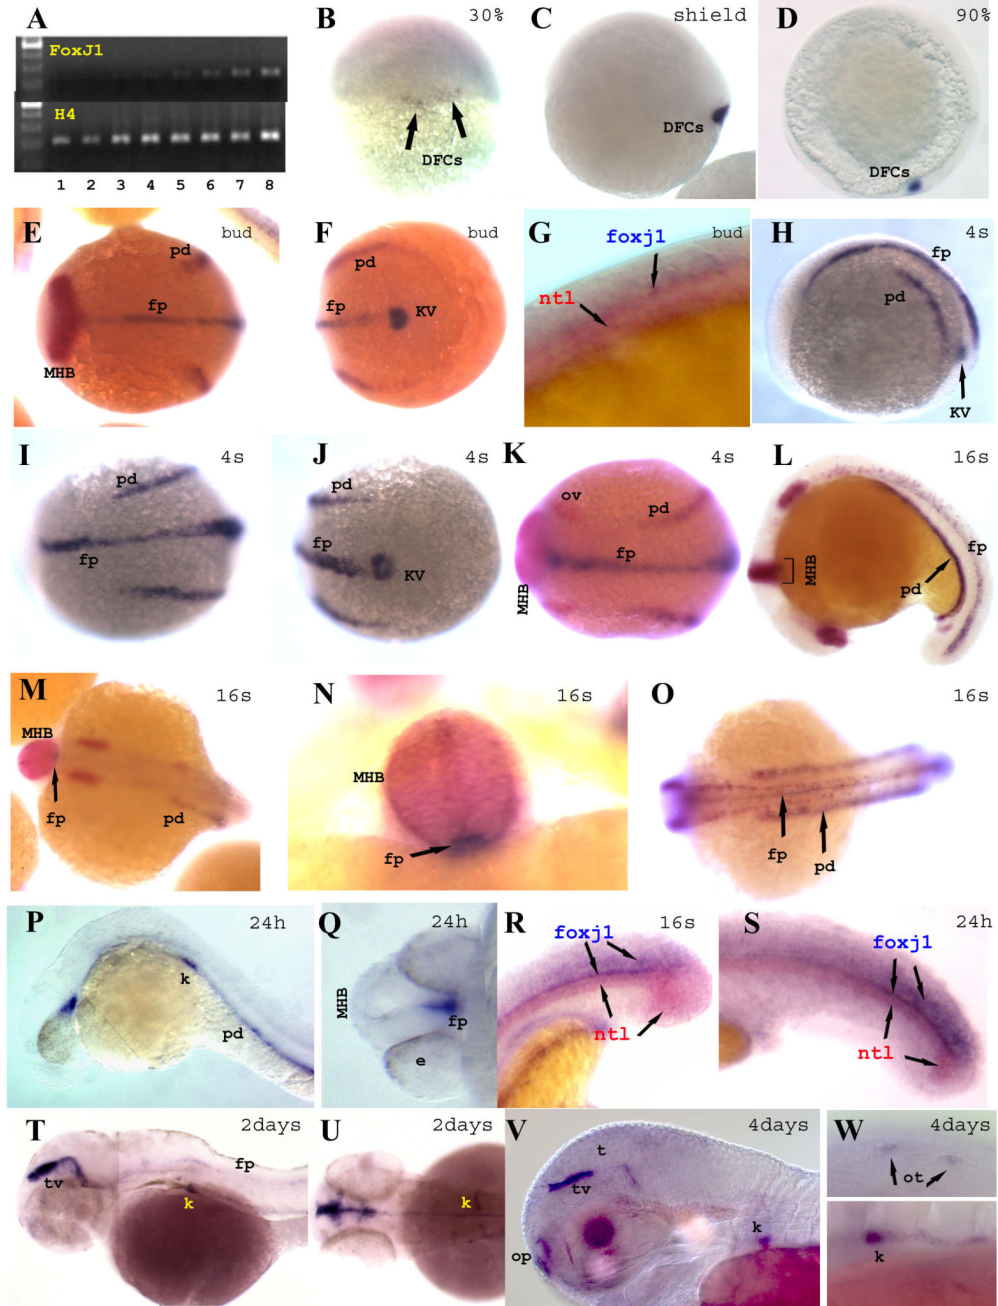 A
FoxJ1
H4
1 2 3 4 5 6 7 8
B 30%
DFCs
C shield
DFCs
D 90%
DFCs
E bud
pd
fp
MHB
F bud
pd
fp
KV
G bud
foxj1
ntl
H 4s
fp
pd
KV
I 4s
pd
fp
J 4s
pd
fp
KV
K 4s
ov
pd
fp
MHB
L 16s
fp
MHB
pd
M 16s
MHB
fp
pd
N 16s
MHB
fp
O 16s
fp
pd
P 24h
k
pd
Q 24h
MHB
fp
e
R 16s
foxj1
ntl
S 24h
foxj1
ntl
T 2days
fp
tv
k
U 2days
k
V 4days
t
tv
k
op
W 4days
ot
k